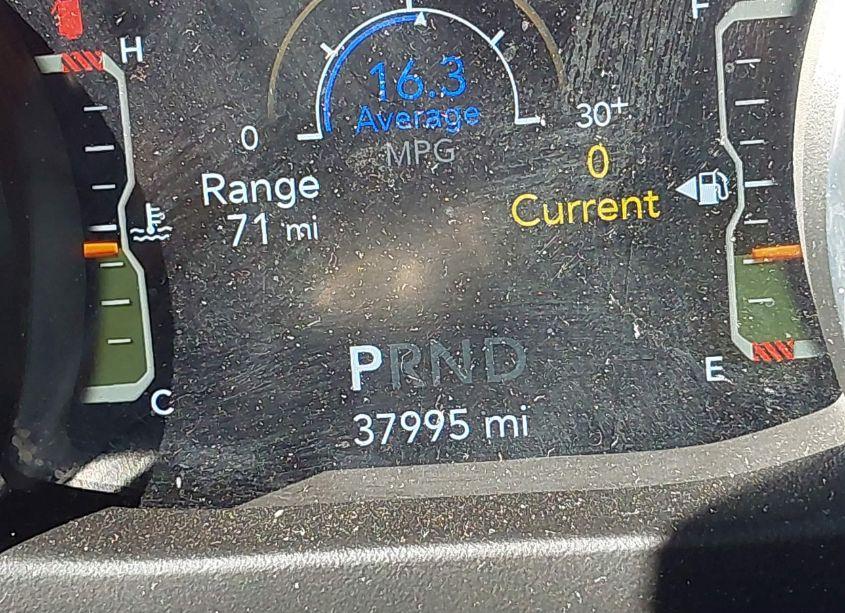 H
F
16.3
Average
MPG
0
30+
Range
71 mi
0
Current
PRND
E
C
37995 mi